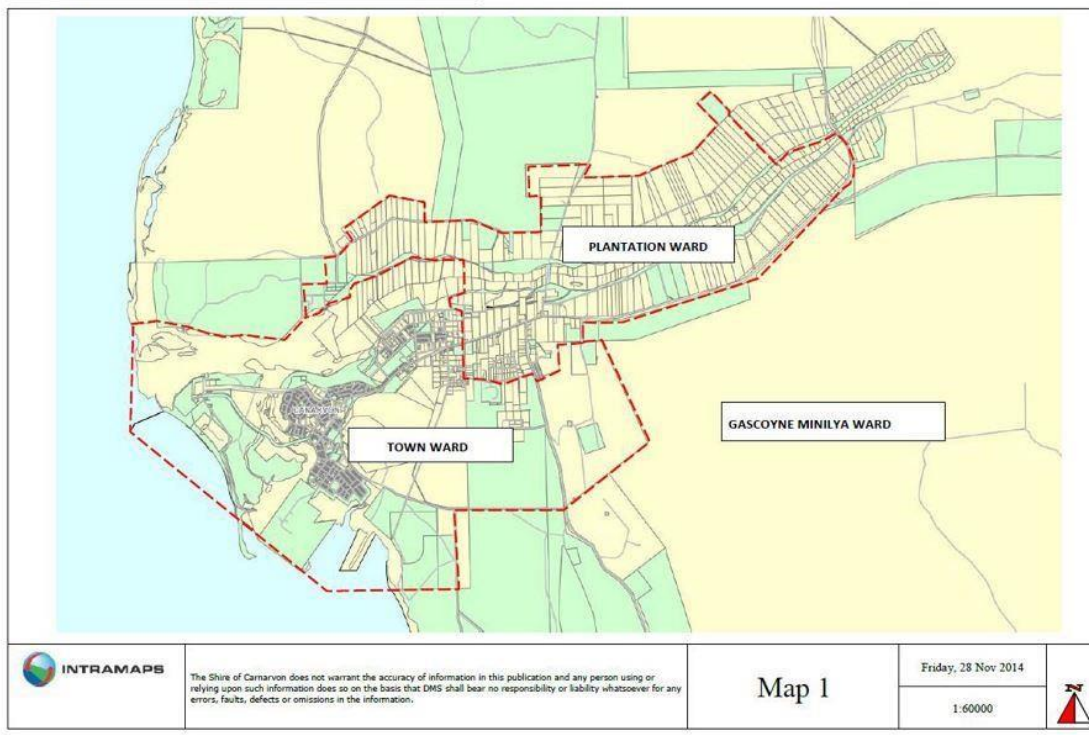 PLANTATION WARD
CARNARVON
TOWN WARD
GASCOYNE MINILYA WARD
INTRAMAPS
The Shire of Carnarvon does not warrant the accuracy of information in this publication and any person using or
relying upon such information does so on the basis that DMS shall bear no responsibility or liability whatsoever for any
errors, faults, defects or omissions in the information.
Map 1
Friday, 28 Nov 2014
1:60000
N